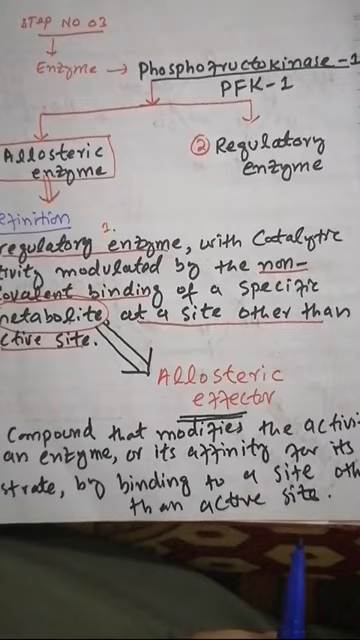 STEP NO 03
Enzyme → Phosphofructokinase-1
PFK-1
Allosteric
enzyme
② Regulatory
enzyme
efinition
1.
regulatory enzyme, with Catalytic
tivity modulated by the non-
covalent binding of a specific
metabolite, at a site other than
ctive site.
Allosteric
effector
Compound that modifies the activi
an enzyme, or its affinity for its
strate, by binding to a site oth
than active site.